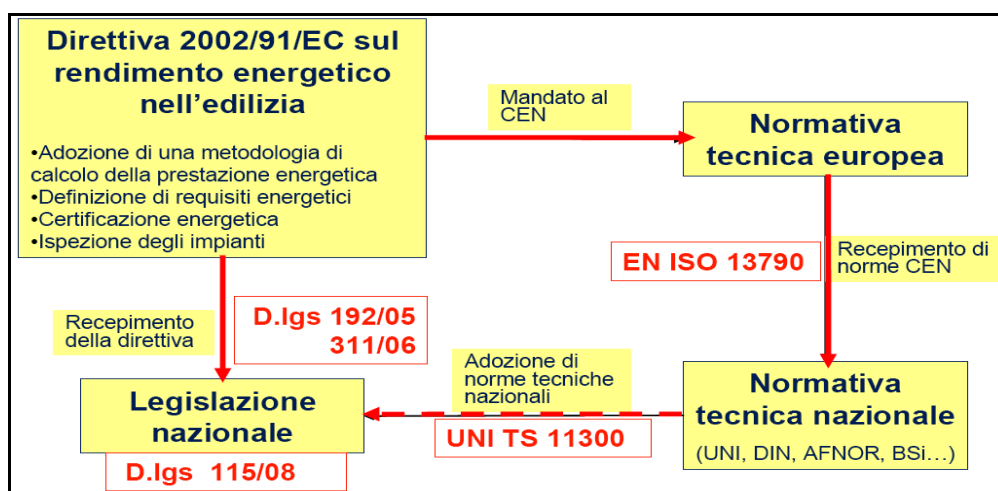 Direttiva 2002/91/EC sul
rendimento energetico
nell'edilizia
•Adozione di una metodologia di
calcolo della prestazione energetica
•Definizione di requisiti energetici
•Certificazione energetica
•Ispezione degli impianti
Mandato al
CEN
Normativa
tecnica europea
EN ISO 13790
Recepimento di
norme CEN
Recepimento
della direttiva
D.lgs 192/05
311/06
Adozione di
norme tecniche
nazionali
UNI TS 11300
Legislazione
nazionale
D.lgs 115/08
Normativa
tecnica nazionale
(UNI, DIN, AFNOR, BSi...)